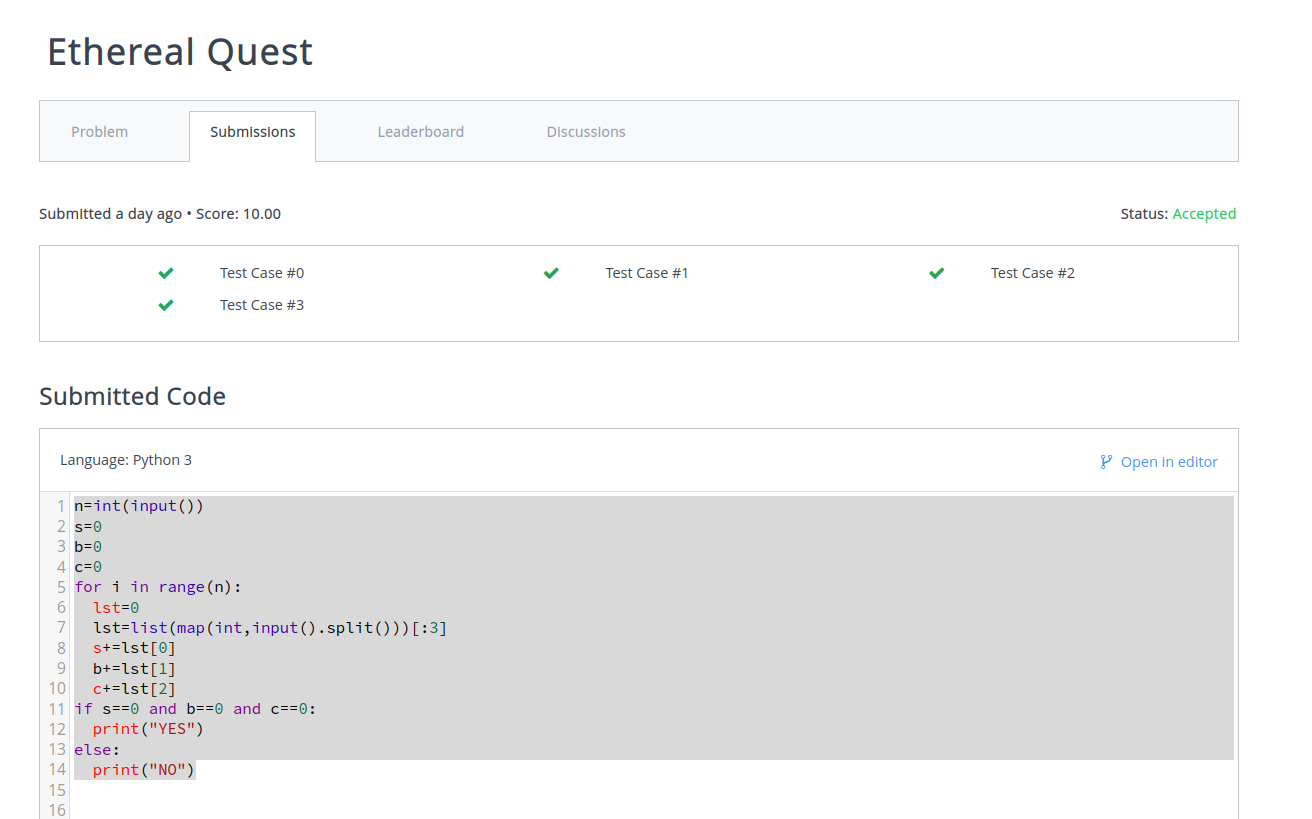 Ethereal Quest
Problem
Submissions
Leaderboard
Discussions
Submitted a day ago • Score: 10.00
Status: Accepted
Test Case #0
Test Case #1
Test Case #2
Test Case #3
Submitted Code
Language: Python 3
Open in editor
1 n=int(input())
2 s=0
3 b=0
4 c=0
5 for i in range(n):
6   lst=0
7   lst=list(map(int,input().split()))[:3]
8   s+=lst[0]
9   b+=lst[1]
10   c+=lst[2]
11 if s==0 and b==0 and c==0:
12   print("YES")
13 else:
14   print("NO")
15
16